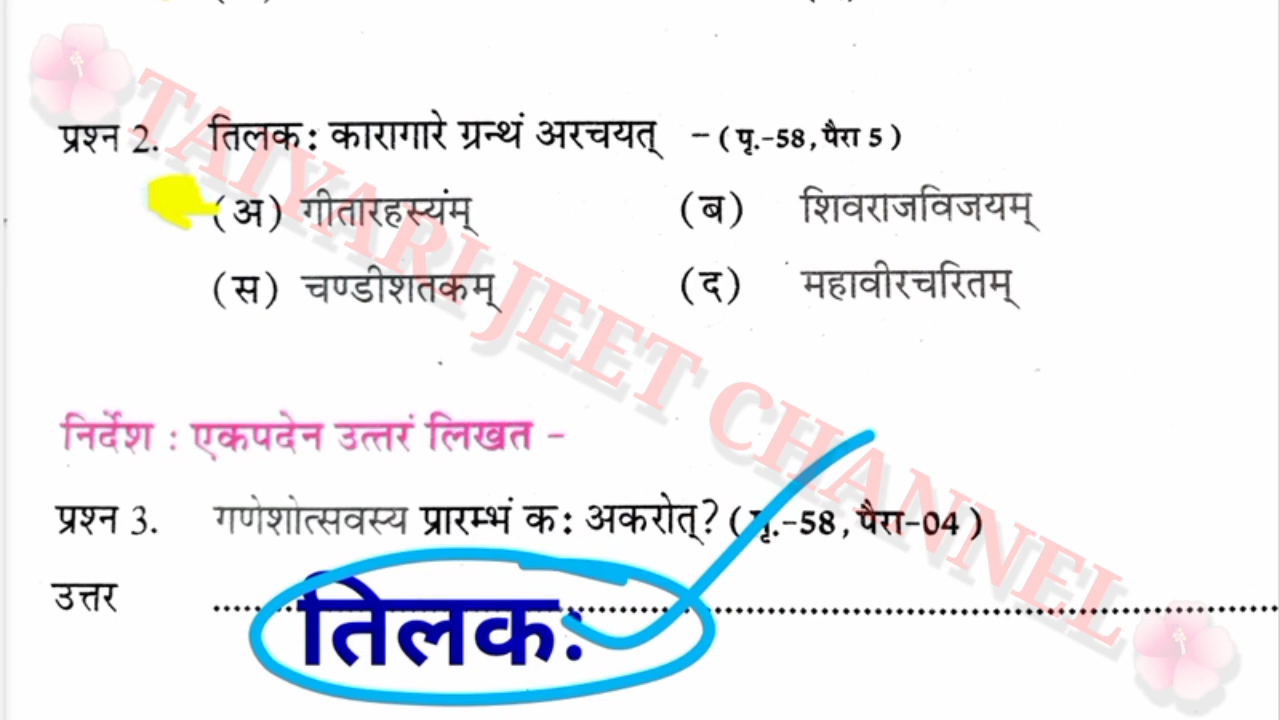 प्रश्न 2. तिलक: कारागारे ग्रन्थं अरचयत् - ( पृ.-58, पैरा 5 )
(अ) गीतारहस्यंम् (ब) शिवराजविजयम्
(स) चण्डीशतकम् (द) महावीरचरितम्
TAIYARI JEET CHANNEL
निर्देश : एकपदेन उत्तरं लिखत -
प्रश्न 3. गणेशोत्सवस्य प्रारम्भं क: अकरोत्? ( पृ.-58, पैरा-04 )
उत्तर ........................................
तिलक: